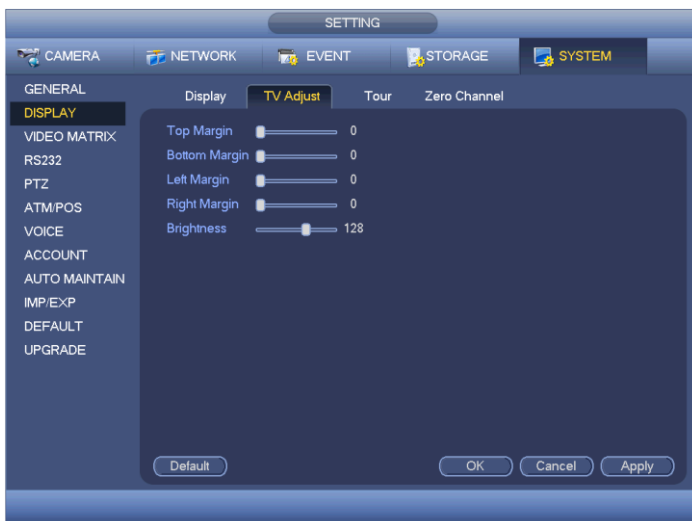 SETTING
CAMERA NETWORK EVENT STORAGE SYSTEM
GENERAL
DISPLAY
VIDEO MATRIX
RS232
PTZ
ATM/POS
VOICE
ACCOUNT
AUTO MAINTAIN
IMP/EXP
DEFAULT
UPGRADE
Display TV Adjust Tour Zero Channel
Top Margin 0
Bottom Margin 0
Left Margin 0
Right Margin 0
Brightness 128
Default OK Cancel Apply